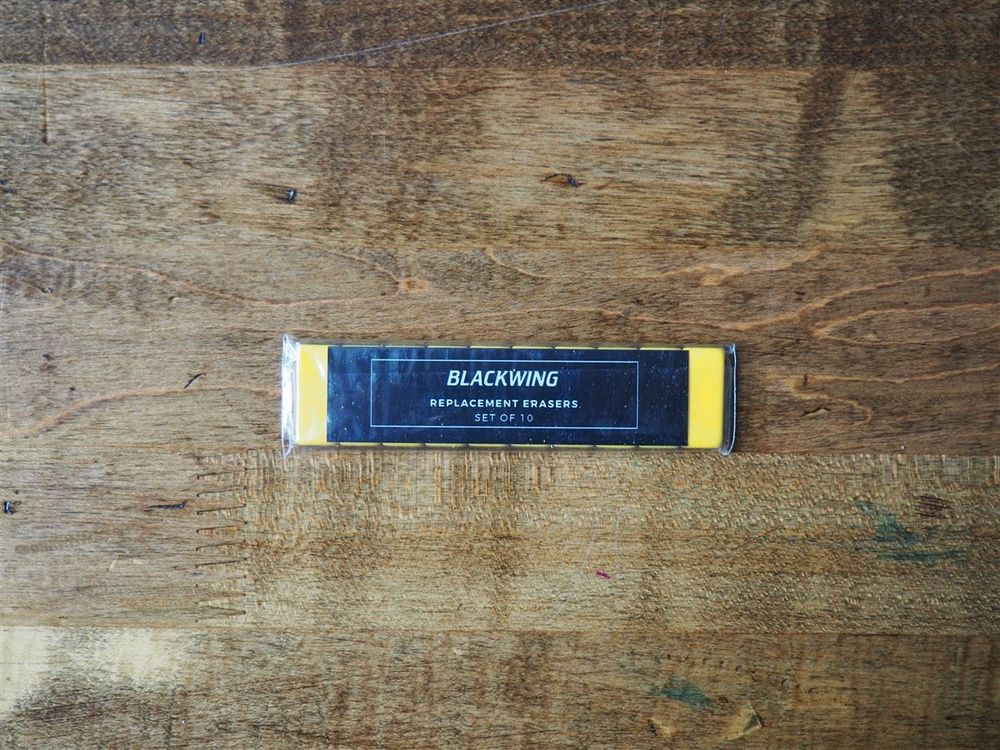 BLACKWING
REPLACEMENT ERASERS
SET OF 10